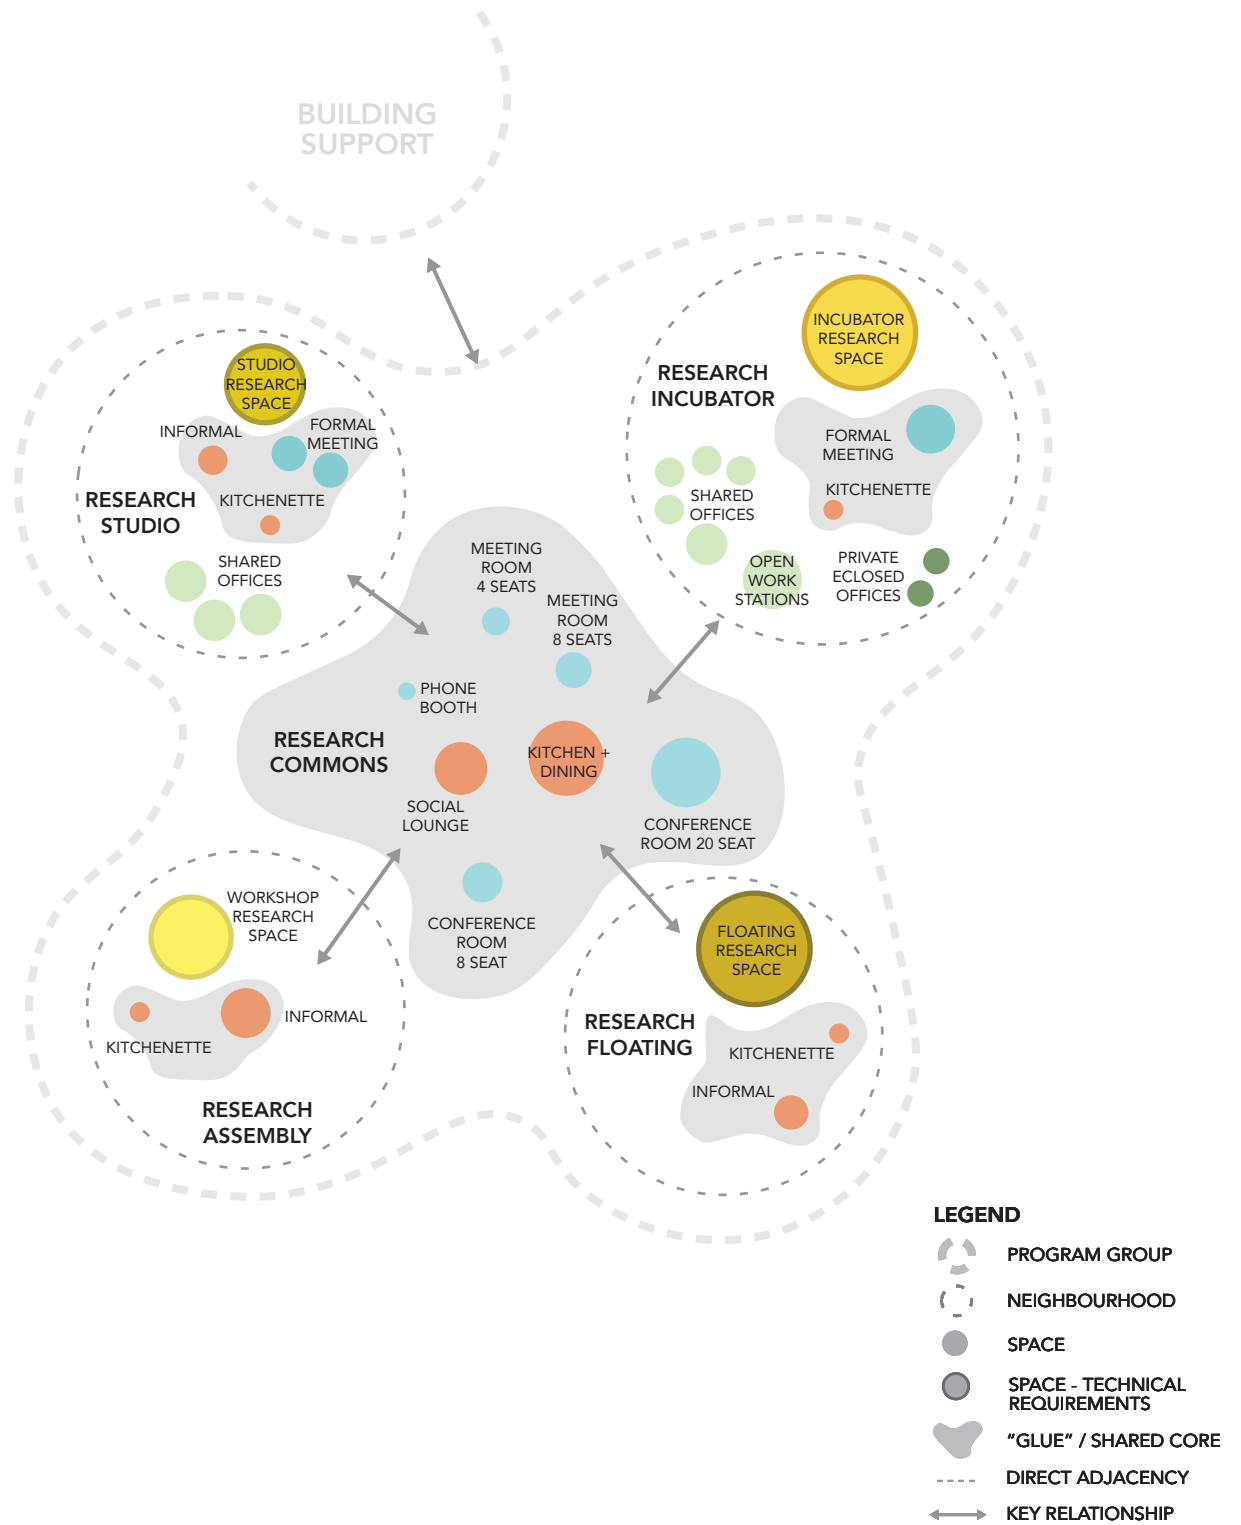 BUILDING
SUPPORT
STUDIO
RESEARCH
SPACE
INFORMAL
FORMAL
MEETING
KITCHENETTE
RESEARCH
STUDIO
SHARED
OFFICES
INCUBATOR
RESEARCH
SPACE
RESEARCH
INCUBATOR
FORMAL
MEETING
KITCHENETTE
SHARED
OFFICES
OPEN
WORK
STATIONS
PRIVATE
ECLOSED
OFFICES
MEETING
ROOM
4 SEATS
MEETING
ROOM
8 SEATS
PHONE
BOOTH
RESEARCH
COMMONS
KITCHEN +
DINING
SOCIAL
LOUNGE
CONFERENCE
ROOM 20 SEAT
CONFERENCE
ROOM
8 SEAT
WORKSHOP
RESEARCH
SPACE
INFORMAL
KITCHENETTE
RESEARCH
ASSEMBLY
FLOATING
RESEARCH
SPACE
RESEARCH
FLOATING
KITCHENETTE
INFORMAL
LEGEND
PROGRAM GROUP
NEIGHBOURHOOD
SPACE
SPACE - TECHNICAL
REQUIREMENTS
“GLUE” / SHARED CORE
DIRECT ADJACENCY
KEY RELATIONSHIP